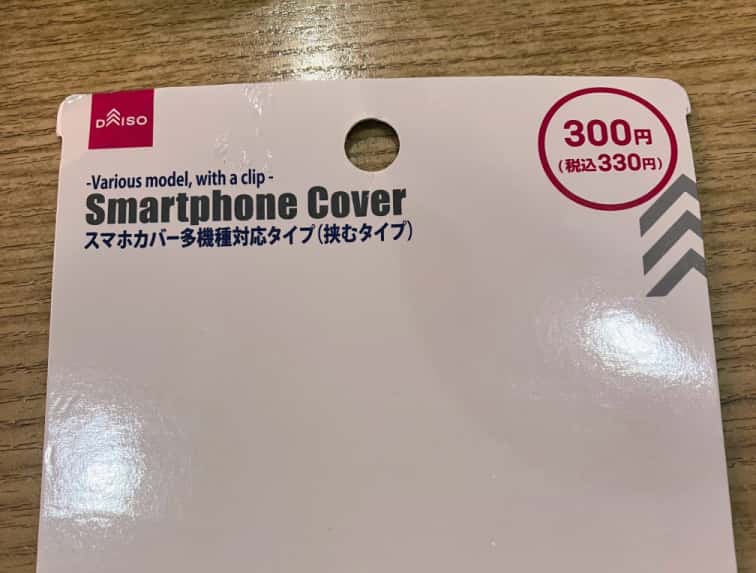 DAISO
300円
(税込330円)
-Various model, with a clip -
Smartphone Cover
スマホカバー多機種対応タイプ(挟むタイプ)